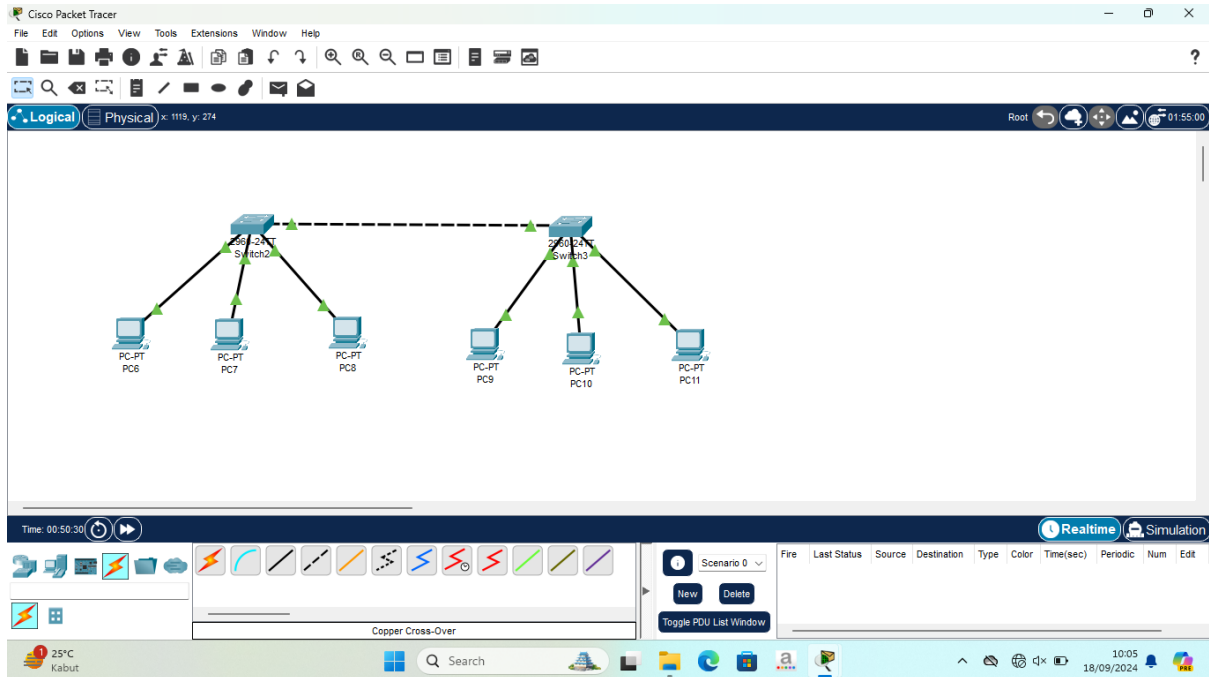 Cisco Packet Tracer
File Edit Options View Tools Extensions Window Help
?
Logical Physical x: 1119, y: 274 Root 01:55:00
2960-24TT
Switch2
2960-24TT
Switch3
PC-PT
PC6
PC-PT
PC7
PC-PT
PC8
PC-PT
PC9
PC-PT
PC10
PC-PT
PC11
Time: 00:50:30 Realtime Simulation
Scenario 0
New Delete
Toggle PDU List Window
Fire Last Status Source Destination Type Color Time(sec) Periodic Num Edit
Copper Cross-Over
1
25°C
Kabut
Search
a
10:05
18/09/2024
PRE